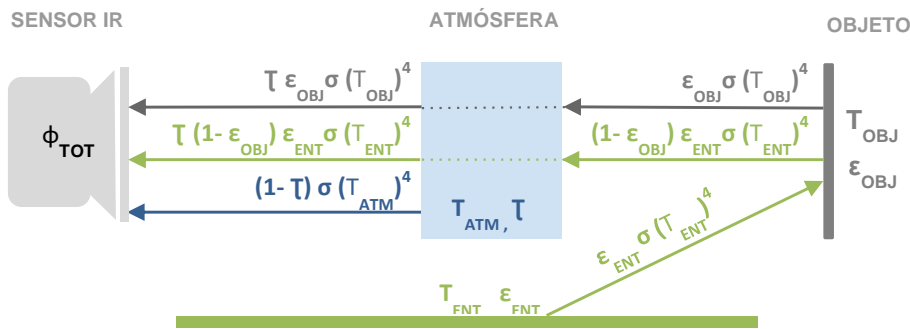 SENSOR IR
ATMÓSFERA
OBJETO
Ʈ ε_OBJ σ (T_OBJ)^4
ε_OBJ σ (T_OBJ)^4
Φ_TOT
Ʈ (1- ε_OBJ) ε_ENT σ (T_ENT)^4
(1- ε_OBJ) ε_ENT σ (T_ENT)^4
T_OBJ
ε_OBJ
(1- Ʈ) σ (T_ATM)^4
T_ATM , Ʈ
ε_ENT σ (T_ENT)^4
T_ENT ε_ENT